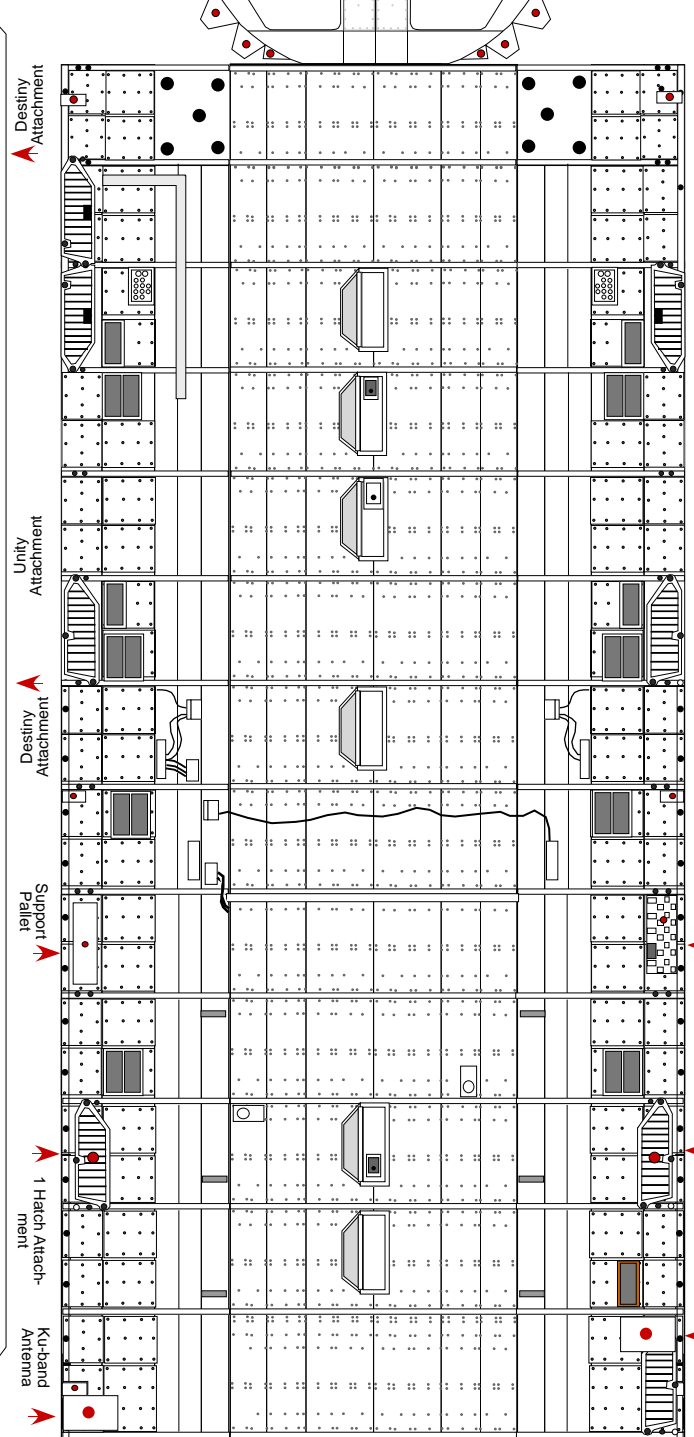 Destiny
Attachment
Unity
Attachment
Destiny
Attachment
Support
Pallet
1 Hatch Attach-
ment
Ku-band
Antenna